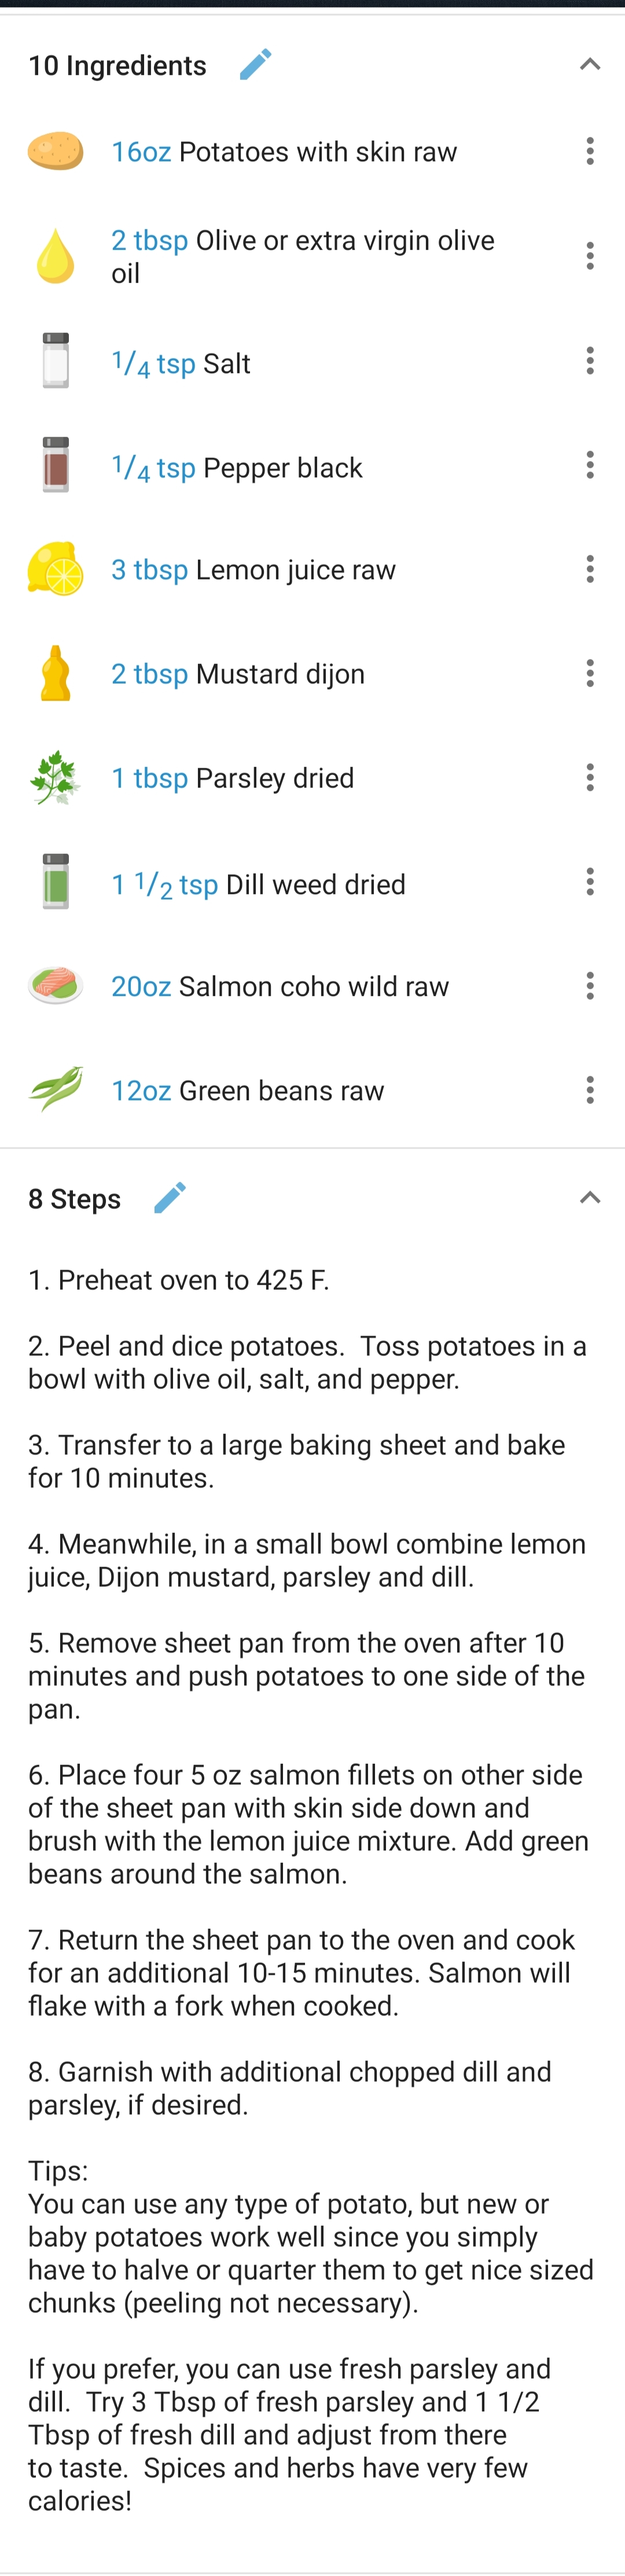 10 Ingredients
16oz Potatoes with skin raw
2 tbsp Olive or extra virgin olive
oil
1/4 tsp Salt
1/4 tsp Pepper black
3 tbsp Lemon juice raw
2 tbsp Mustard dijon
1 tbsp Parsley dried
1 1/2 tsp Dill weed dried
20oz Salmon coho wild raw
12oz Green beans raw
8 Steps
1. Preheat oven to 425 F.
2. Peel and dice potatoes.  Toss potatoes in a
bowl with olive oil, salt, and pepper.
3. Transfer to a large baking sheet and bake
for 10 minutes.
4. Meanwhile, in a small bowl combine lemon
juice, Dijon mustard, parsley and dill.
5. Remove sheet pan from the oven after 10
minutes and push potatoes to one side of the
pan.
6. Place four 5 oz salmon fillets on other side
of the sheet pan with skin side down and
brush with the lemon juice mixture. Add green
beans around the salmon.
7. Return the sheet pan to the oven and cook
for an additional 10-15 minutes. Salmon will
flake with a fork when cooked.
8. Garnish with additional chopped dill and
parsley, if desired.
Tips:
You can use any type of potato, but new or
baby potatoes work well since you simply
have to halve or quarter them to get nice sized
chunks (peeling not necessary).
If you prefer, you can use fresh parsley and
dill.  Try 3 Tbsp of fresh parsley and 1 1/2
Tbsp of fresh dill and adjust from there
to taste.  Spices and herbs have very few
calories!